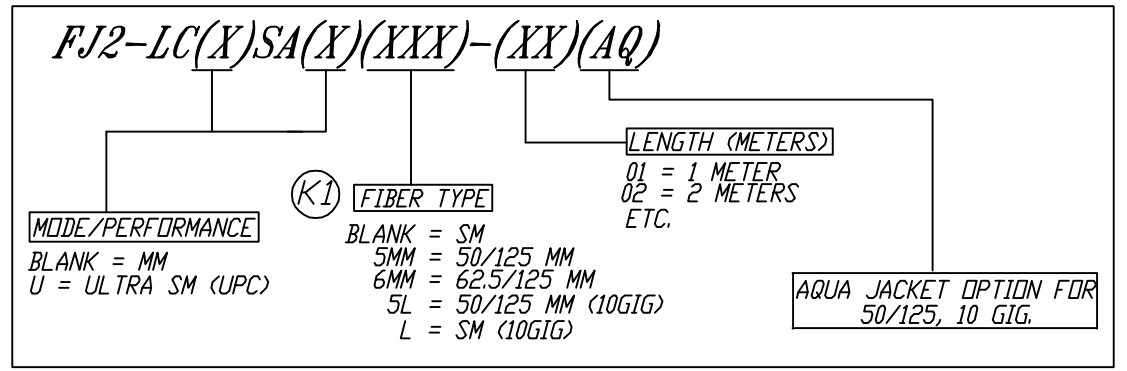 FJ2-LC(X)SA(X)(XXX)-(XX)(AQ)
LENGTH (METERS)
01 = 1 METER
02 = 2 METERS
ETC.
K1
FIBER TYPE
BLANK = SM
5MM = 50/125 MM
6MM = 62.5/125 MM
5L = 50/125 MM (10GIG)
L = SM (10GIG)
MODE/PERFORMANCE
BLANK = MM
U = ULTRA SM (UPC)
AQUA JACKET OPTION FOR
50/125, 10 GIG.